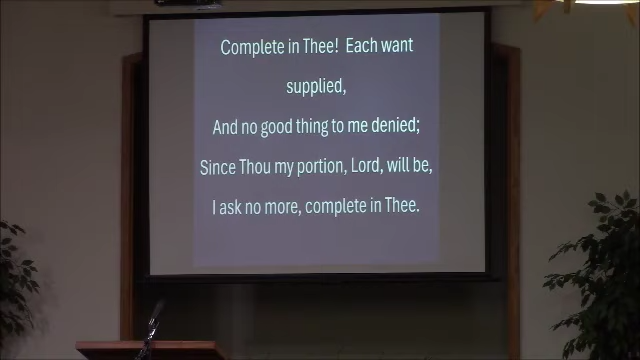 Complete in Thee! Each want
supplied,
And no good thing to me denied;
Since Thou my portion, Lord, will be,
I ask no more, complete in Thee.